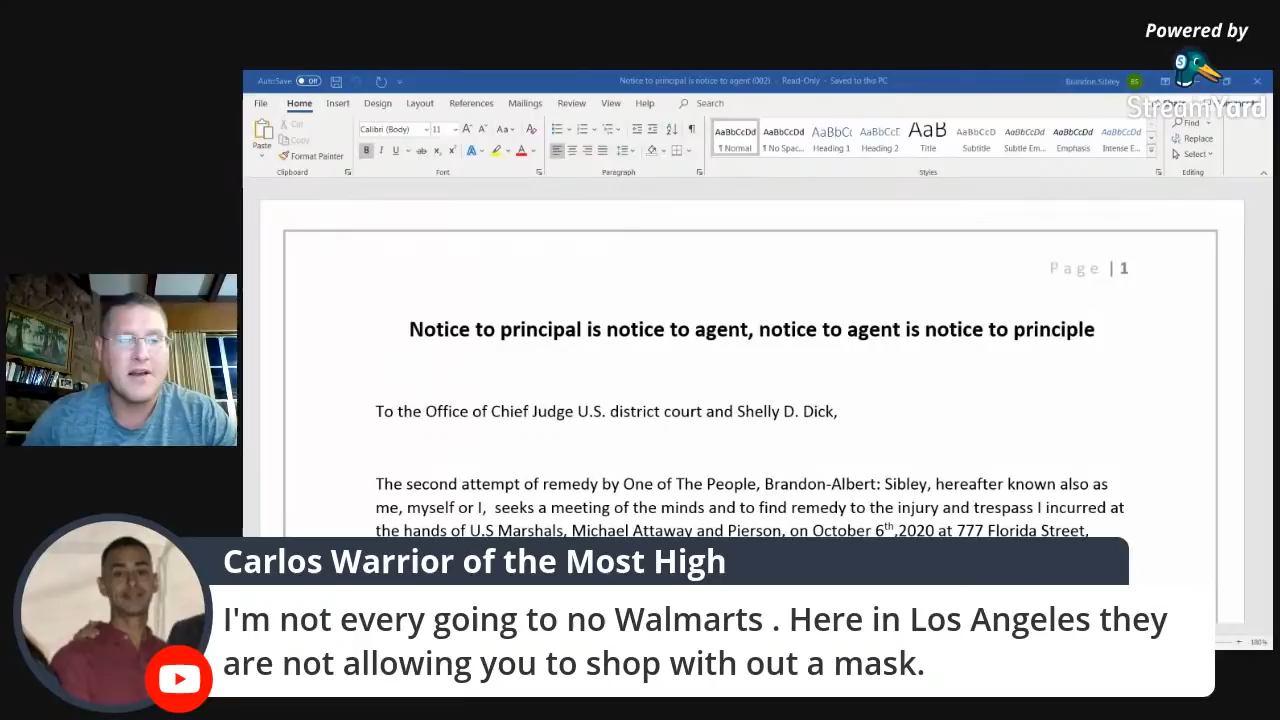 Powered by
StreamYard
AutoSave Off
Notice to principal is notice to agent (002) - Read-Only - Saved to this PC
Brandon Sibley BS
File Home Insert Design Layout References Mailings Review View Help Search
Paste
Cut
Copy
Format Painter
Clipboard
Calibri (Body) 11
Font
Paragraph
AaBbCcDd AaBbCcDd AaBbCc AaBbCcD AaB AaBbCcD AaBbCcDd AaBbCcDd AaBbCcDd
Normal No Spac... Heading 1 Heading 2 Title Subtitle Subtle Em... Emphasis Intense E...
Styles
Find
Replace
Select
Editing
Page | 1
Notice to principal is notice to agent, notice to agent is notice to principle
To the Office of Chief Judge U.S. district court and Shelly D. Dick,
The second attempt of remedy by One of The People, Brandon-Albert: Sibley, hereafter known also as
me, myself or I, seeks a meeting of the minds and to find remedy to the injury and trespass I incurred at
the hands of U.S Marshals, Michael Attaway and Pierson, on October 6th,2020 at 777 Florida Street,
180%
Carlos Warrior of the Most High
I'm not every going to no Walmarts . Here in Los Angeles they
are not allowing you to shop with out a mask.